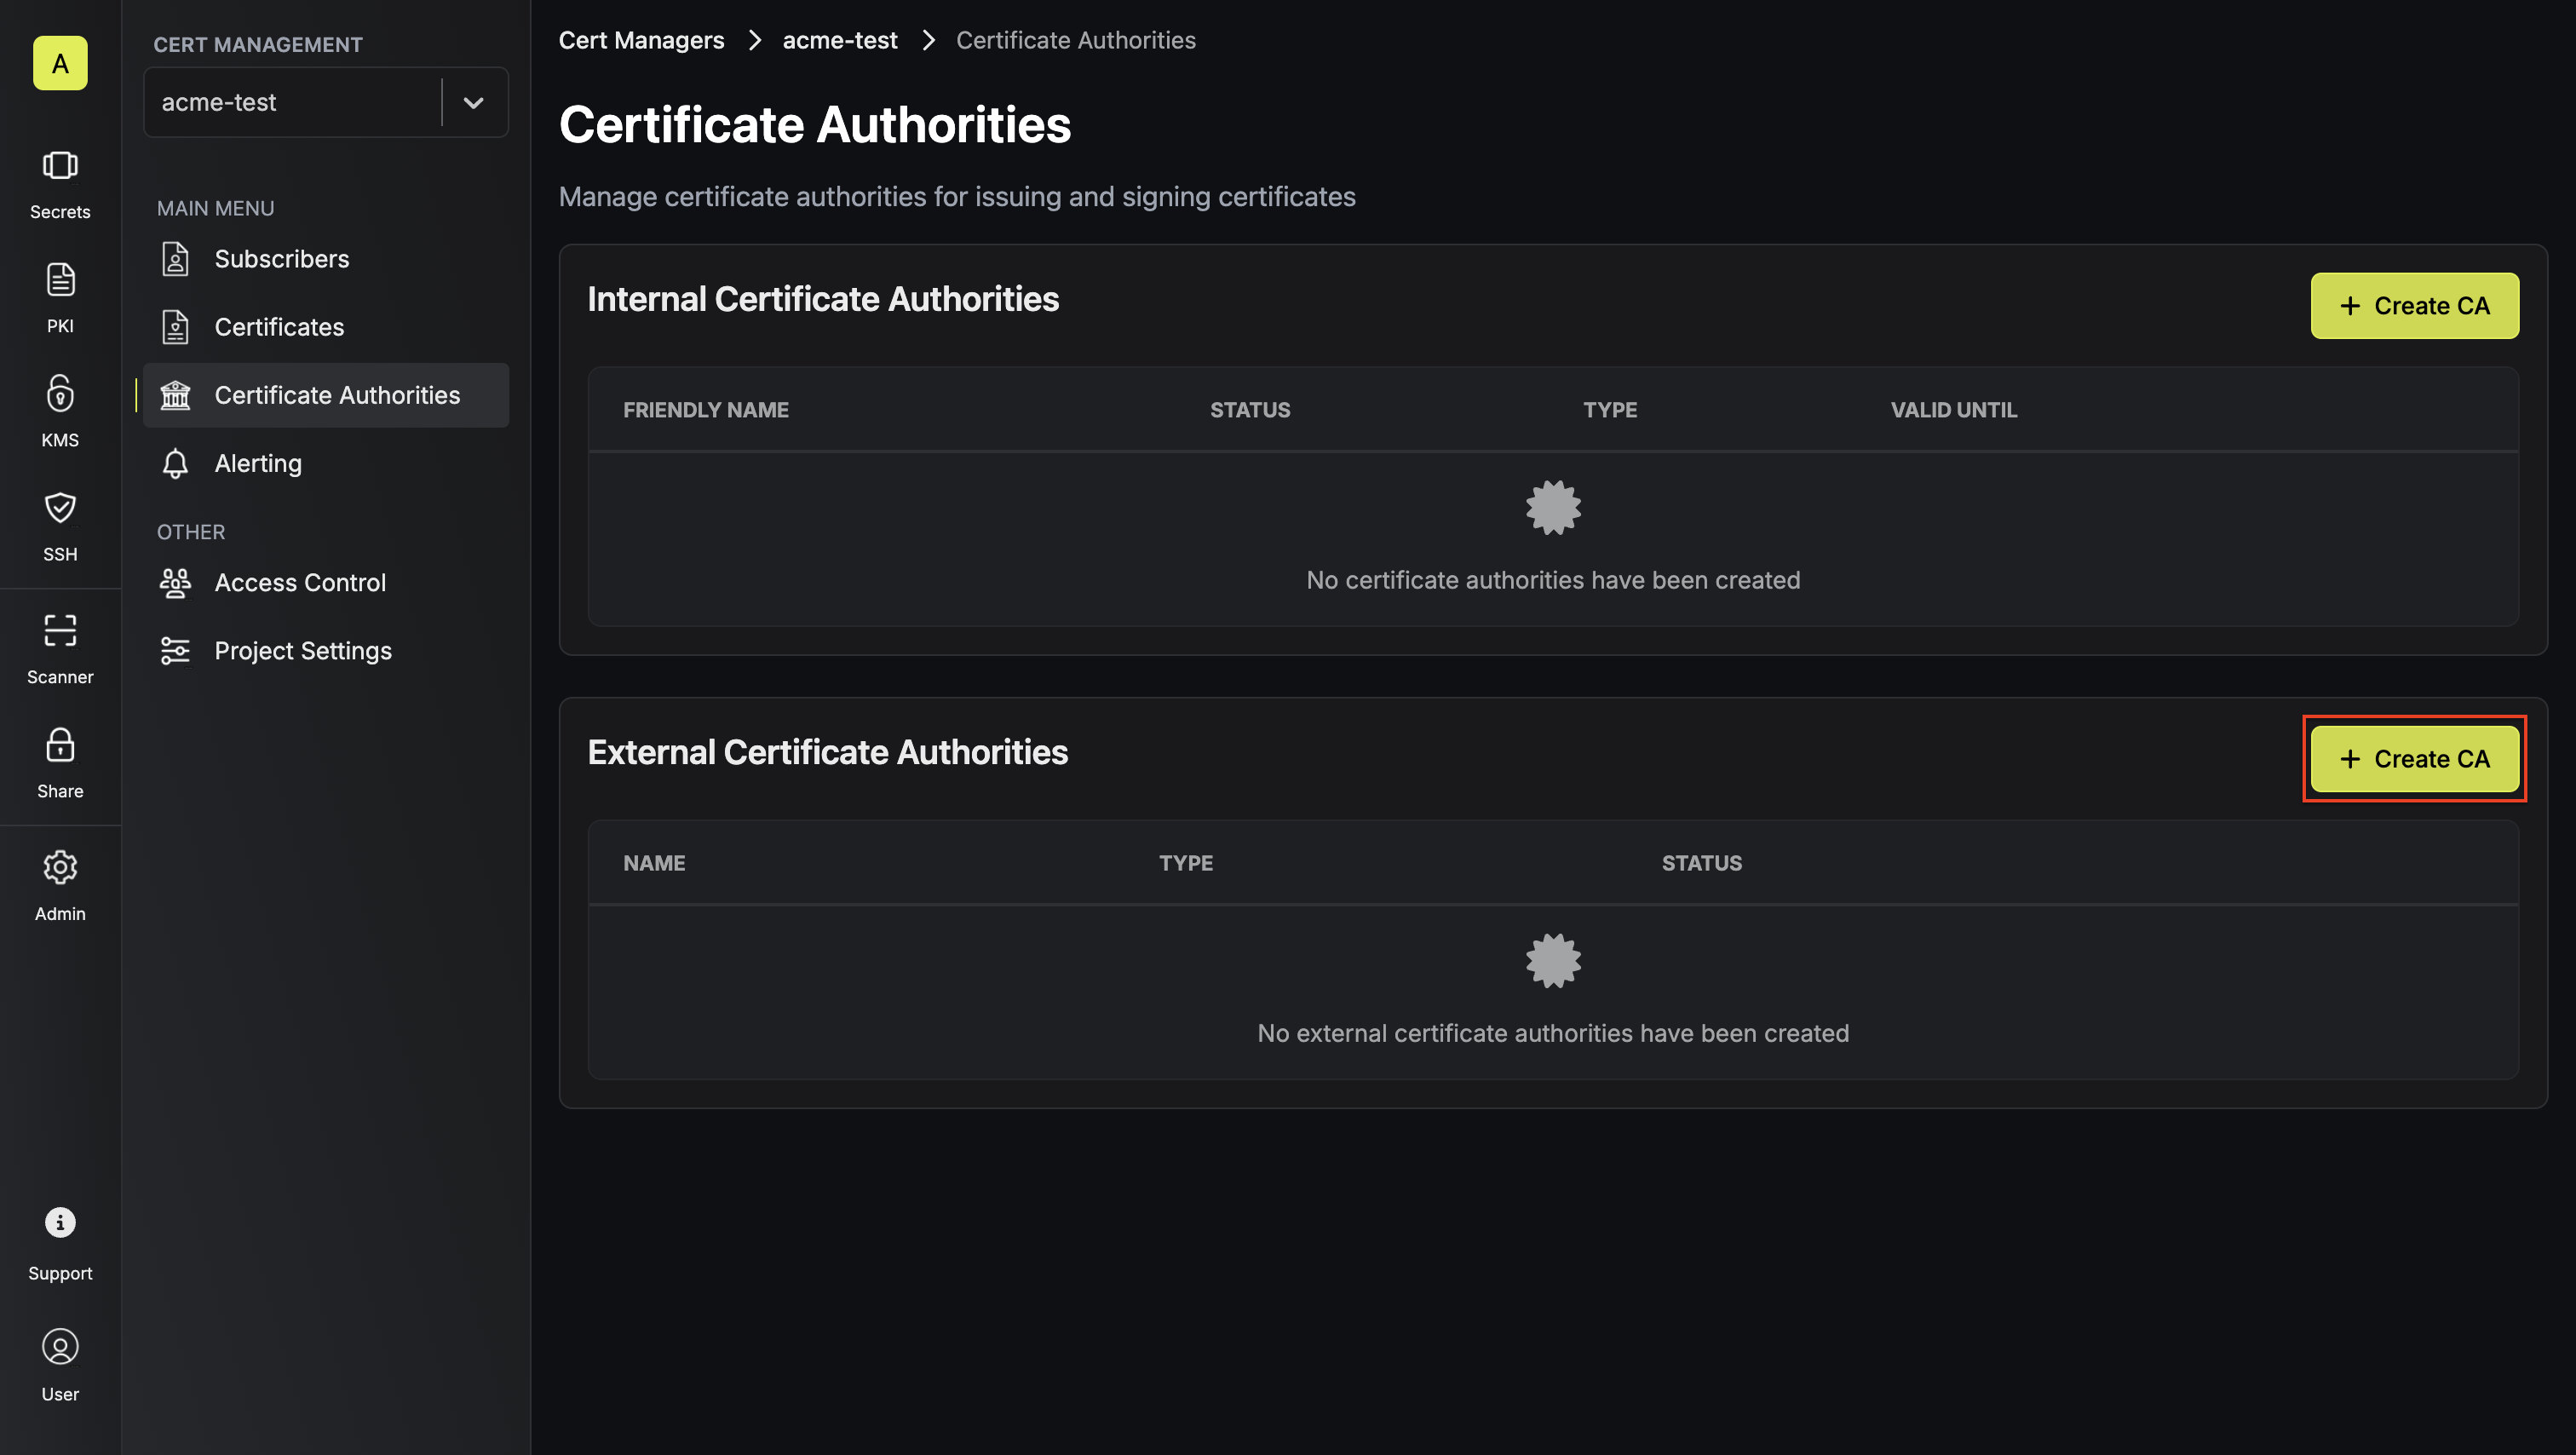 A
Secrets
PKI
KMS
SSH
Scanner
Share
Admin
Support
User
CERT MANAGEMENT
acme-test
MAIN MENU
Subscribers
Certificates
Certificate Authorities
Alerting
OTHER
Access Control
Project Settings
Cert Managers > acme-test > Certificate Authorities
Certificate Authorities
Manage certificate authorities for issuing and signing certificates
Internal Certificate Authorities
+ Create CA
FRIENDLY NAME STATUS TYPE VALID UNTIL
No certificate authorities have been created
External Certificate Authorities
+ Create CA
NAME TYPE STATUS
No external certificate authorities have been created